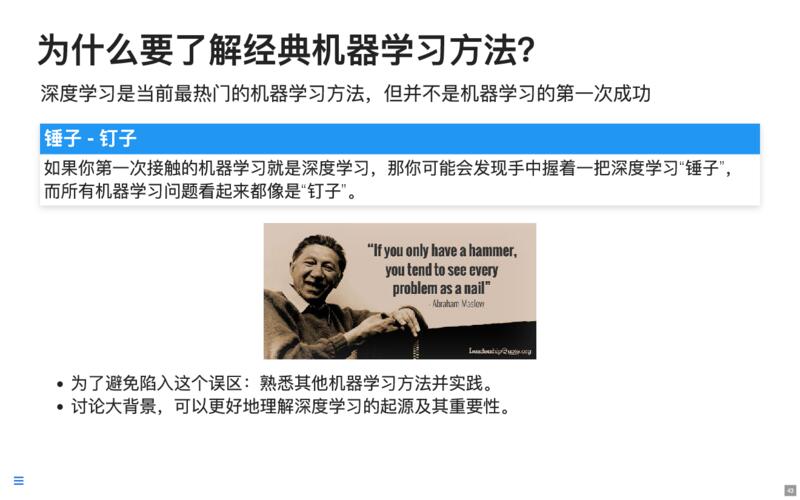 为什么要了解经典机器学习方法？
深度学习是当前最热门的机器学习方法，但并不是机器学习的第一次成功
锤子 - 钉子
如果你第一次接触的机器学习就是深度学习，那你可能会发现手中握着一把深度学习“锤子”，
而所有机器学习问题看起来都像是“钉子”。
“If you only have a hammer,
you tend to see every
problem as a nail”
- Abraham Maslow
LeadershipQuote.org
• 为了避免陷入这个误区：熟悉其他机器学习方法并实践。
• 讨论大背景，可以更好地理解深度学习的起源及其重要性。
43